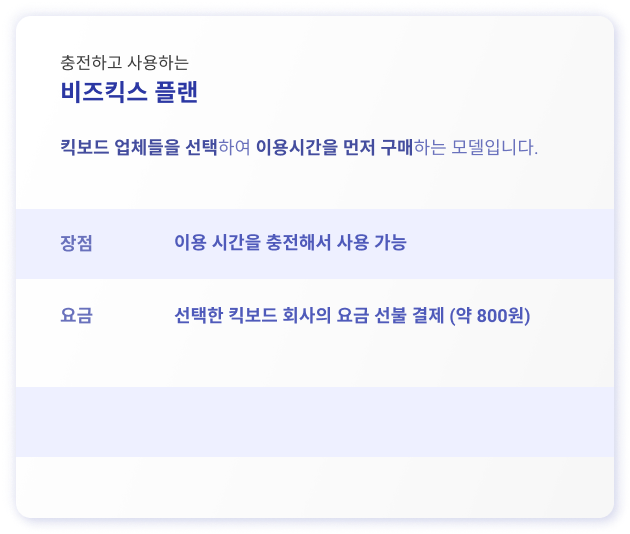 충전하고 사용하는
비즈킥스 플랜
킥보드 업체들을 선택하여 이용시간을 먼저 구매하는 모델입니다.
장점 이용 시간을 충전해서 사용 가능
요금 선택한 킥보드 회사의 요금 선불 결제 (약 800원)